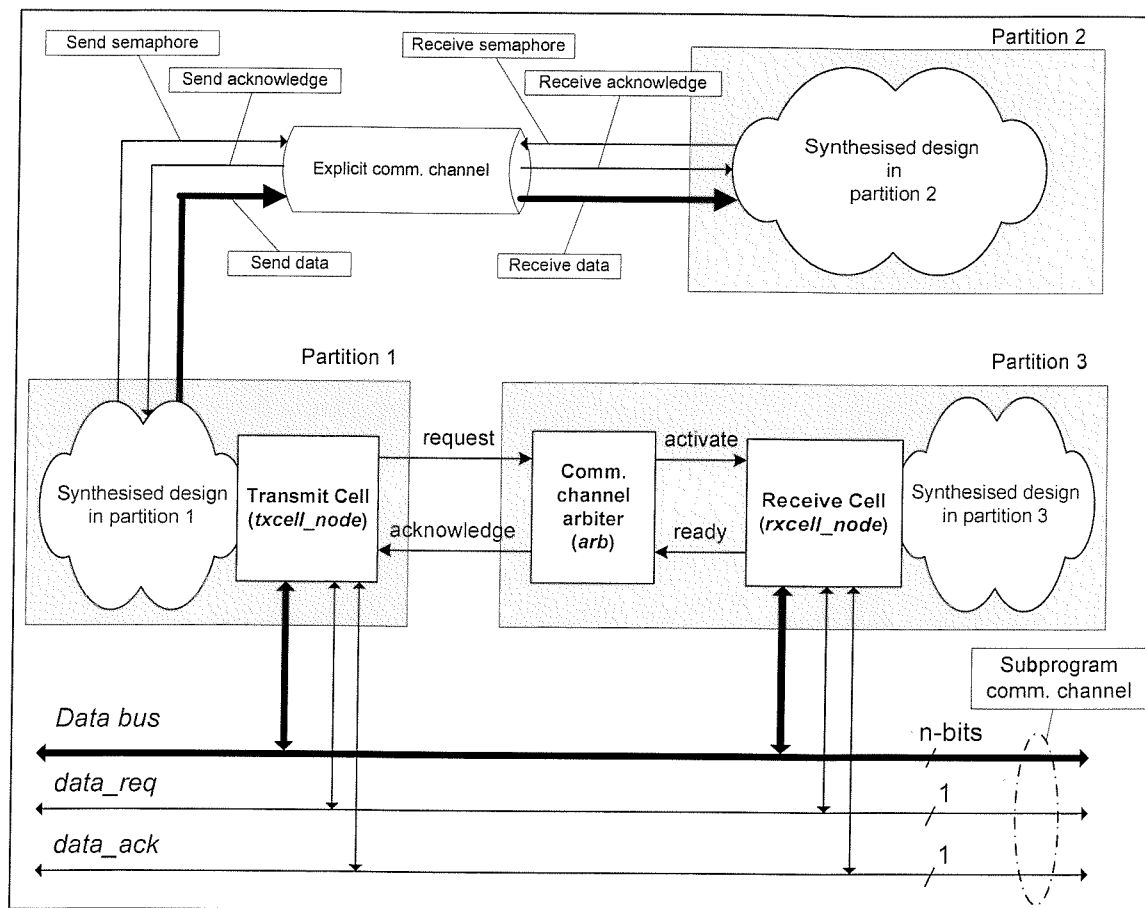 Send semaphore
Receive semaphore
Partition 2
Send acknowledge
Receive acknowledge
Explicit comm. channel
Synthesised design
in
partition 2
Send data
Receive data
Partition 1
Partition 3
Synthesised design
in partition 1
Transmit Cell
(txcell_node)
request
acknowledge
Comm.
channel
arbiter
(arb)
activate
ready
Receive Cell
(rxcell_node)
Synthesised design
in partition 3
Subprogram
comm. channel
Data bus
n-bits
data_req
1
data_ack
1